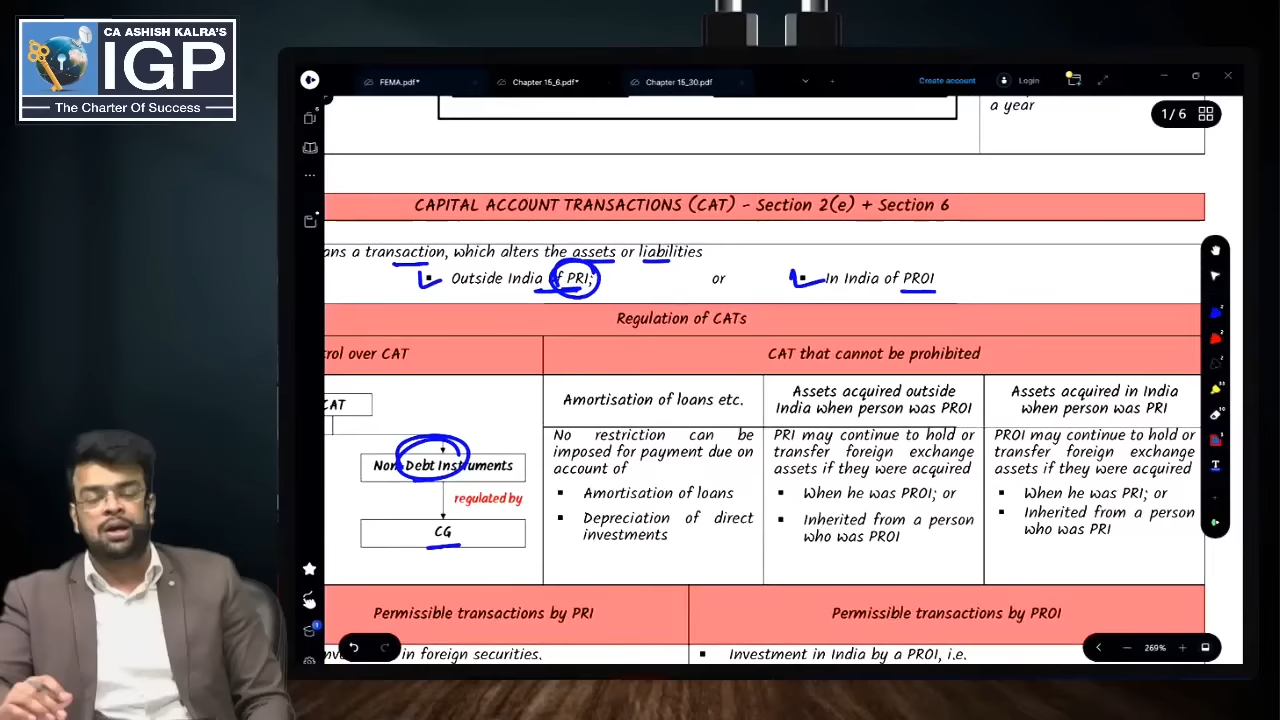 CA ASHISH KALRA'S
IGP
The Charter Of Success
FEMA.pdf*
Chapter 15_6.pdf*
Chapter 15_30.pdf
Create account
Login
a year
1/6
CAPITAL ACCOUNT TRANSACTIONS (CAT) - Section 2(e) + Section 6
ans a transaction, which alters the assets or liabilities
▪ Outside India of PRI; or ▪ In India of PROI
Regulation of CATs
rol over CAT
CAT that cannot be prohibited
CAT
Non-Debt Instruments
regulated by
CG
Amortisation of loans etc.
No restriction can be
imposed for payment due on
account of
▪ Amortisation of loans
▪ Depreciation of direct
investments
Assets acquired outside
India when person was PROI
PRI may continue to hold or
transfer foreign exchange
assets if they were acquired
▪ When he was PROI; or
▪ Inherited from a person
who was PROI
Assets acquired in India
when person was PRI
PROI may continue to hold or
transfer foreign exchange
assets if they were acquired
▪ When he was PRI; or
▪ Inherited from a person
who was PRI
Permissible transactions by PRI
Permissible transactions by PROI
in foreign securities.
▪ Investment in India by a PROI, i.e.
269%